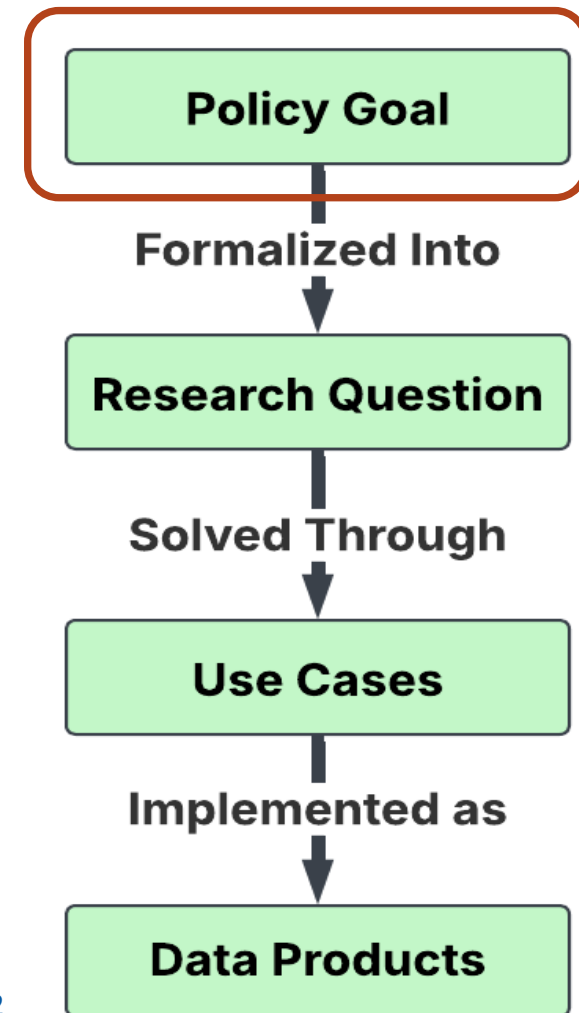 Policy Goal
Formalized Into
Research Question
Solved Through
Use Cases
Implemented as
Data Products